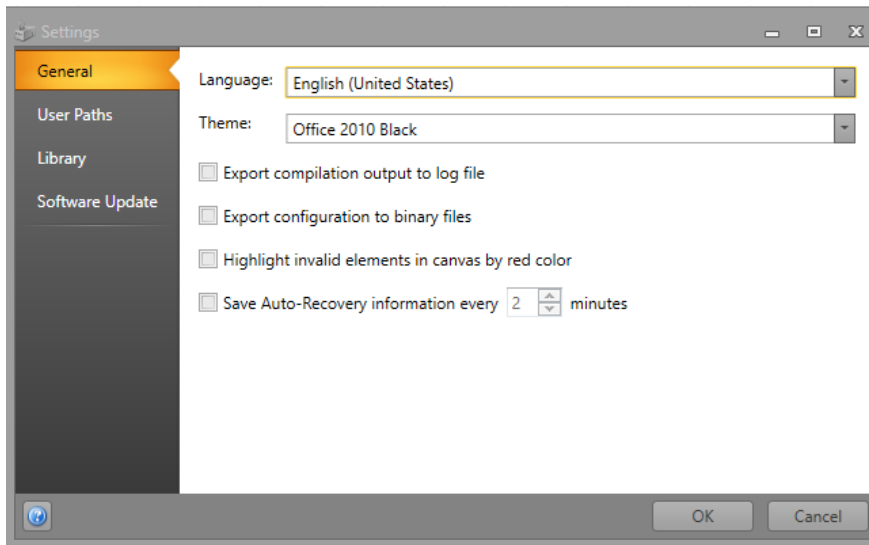 Settings
General
User Paths
Library
Software Update
Language: English (United States)
Theme: Office 2010 Black
Export compilation output to log file
Export configuration to binary files
Highlight invalid elements in canvas by red color
Save Auto-Recovery information every 2 minutes
OK Cancel